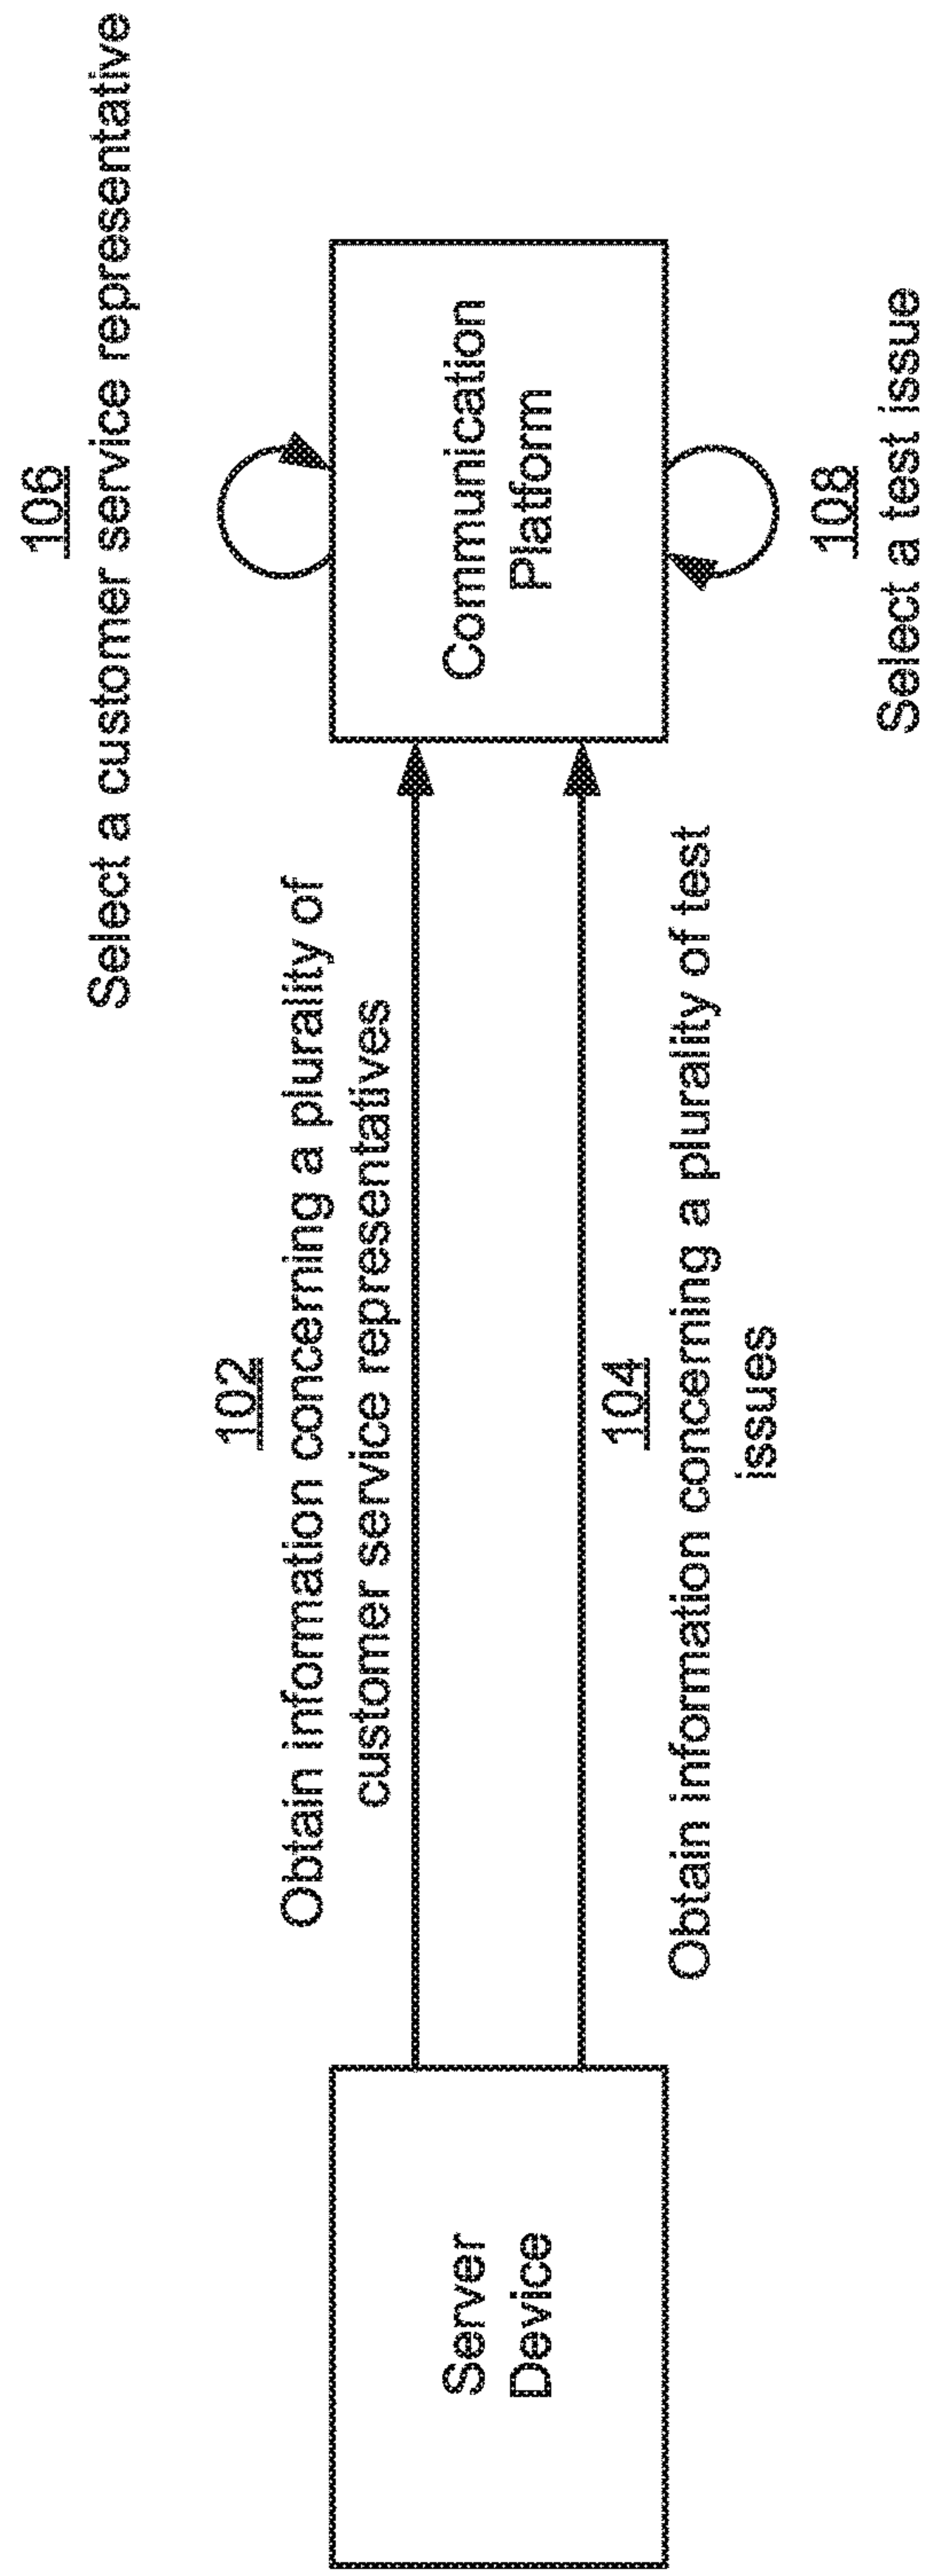 106
Select a customer service representative
102
Obtain information concerning a plurality of
customer service representatives
Server
Device
Communication
Platform
104
Obtain information concerning a plurality of test
issues
108
Select a test issue